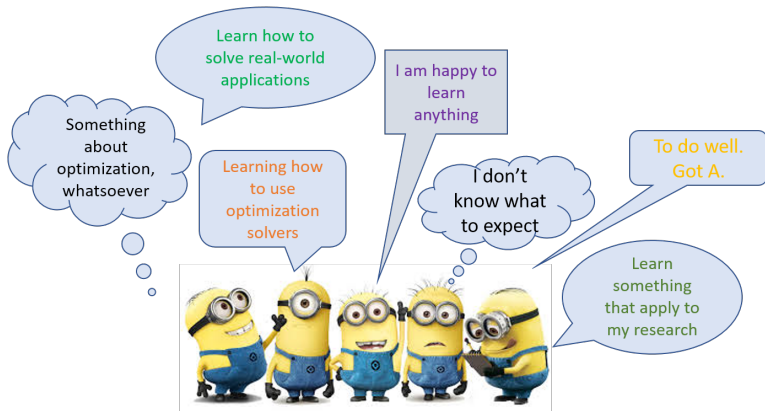 Learn how to
solve real-world
applications
I am happy to
learn
anything
Something
about
optimization,
whatsoever
Learning how
to use
optimization
solvers
I don't
know what
to expect
To do well.
Got A.
Learn
something
that apply to
my research